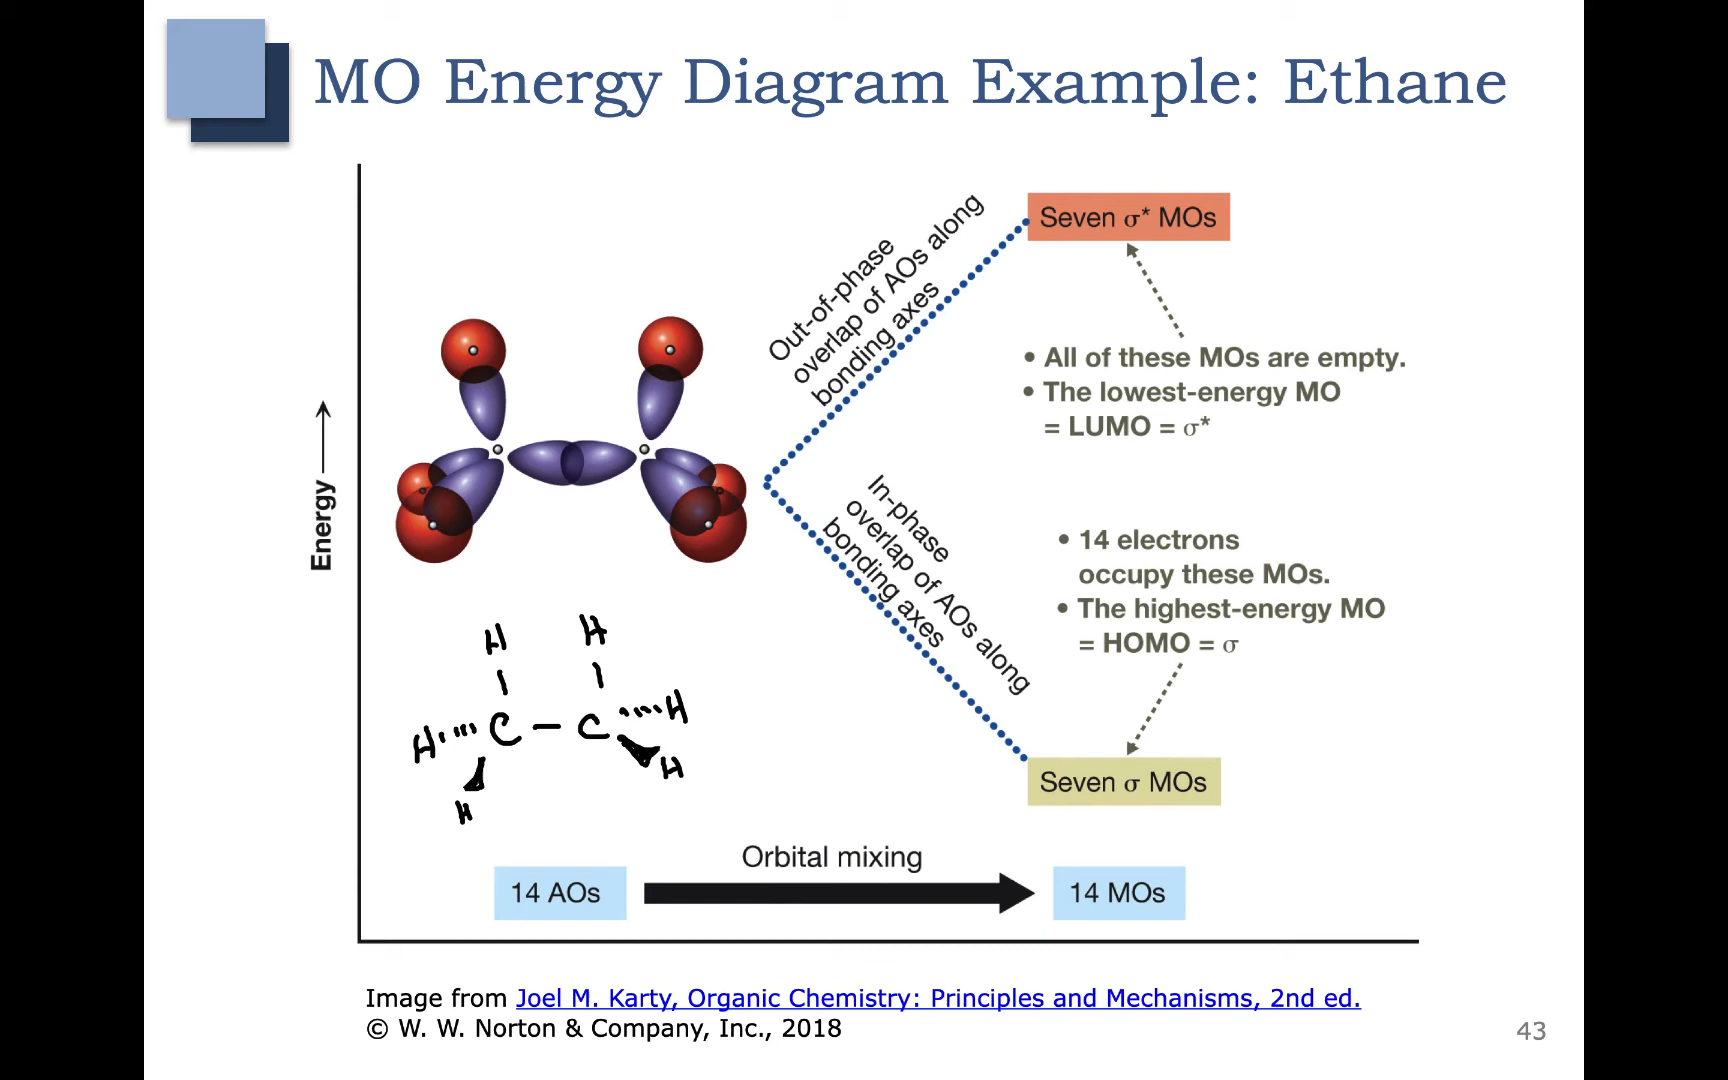 MO Energy Diagram Example: Ethane
Energy
Out-of-phase
overlap of AOs along
bonding axes
Seven σ* MOs
• All of these MOs are empty.
• The lowest-energy MO
= LUMO = σ*
In-phase
overlap of AOs along
bonding axes
• 14 electrons
occupy these MOs.
• The highest-energy MO
= HOMO = σ
Seven σ MOs
H H
H C – C H
H H
Orbital mixing
14 AOs
14 MOs
Image from Joel M. Karty, Organic Chemistry: Principles and Mechanisms, 2nd ed.
© W. W. Norton & Company, Inc., 2018
43